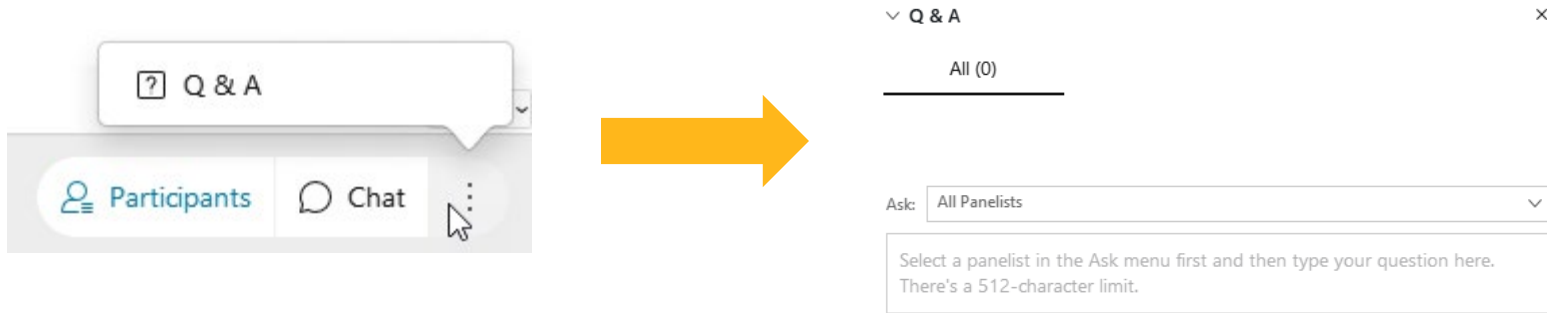 Q & A
Participants
Chat
Q & A
All (0)
Ask:
All Panelists
Select a panelist in the Ask menu first and then type your question here.
There's a 512-character limit.